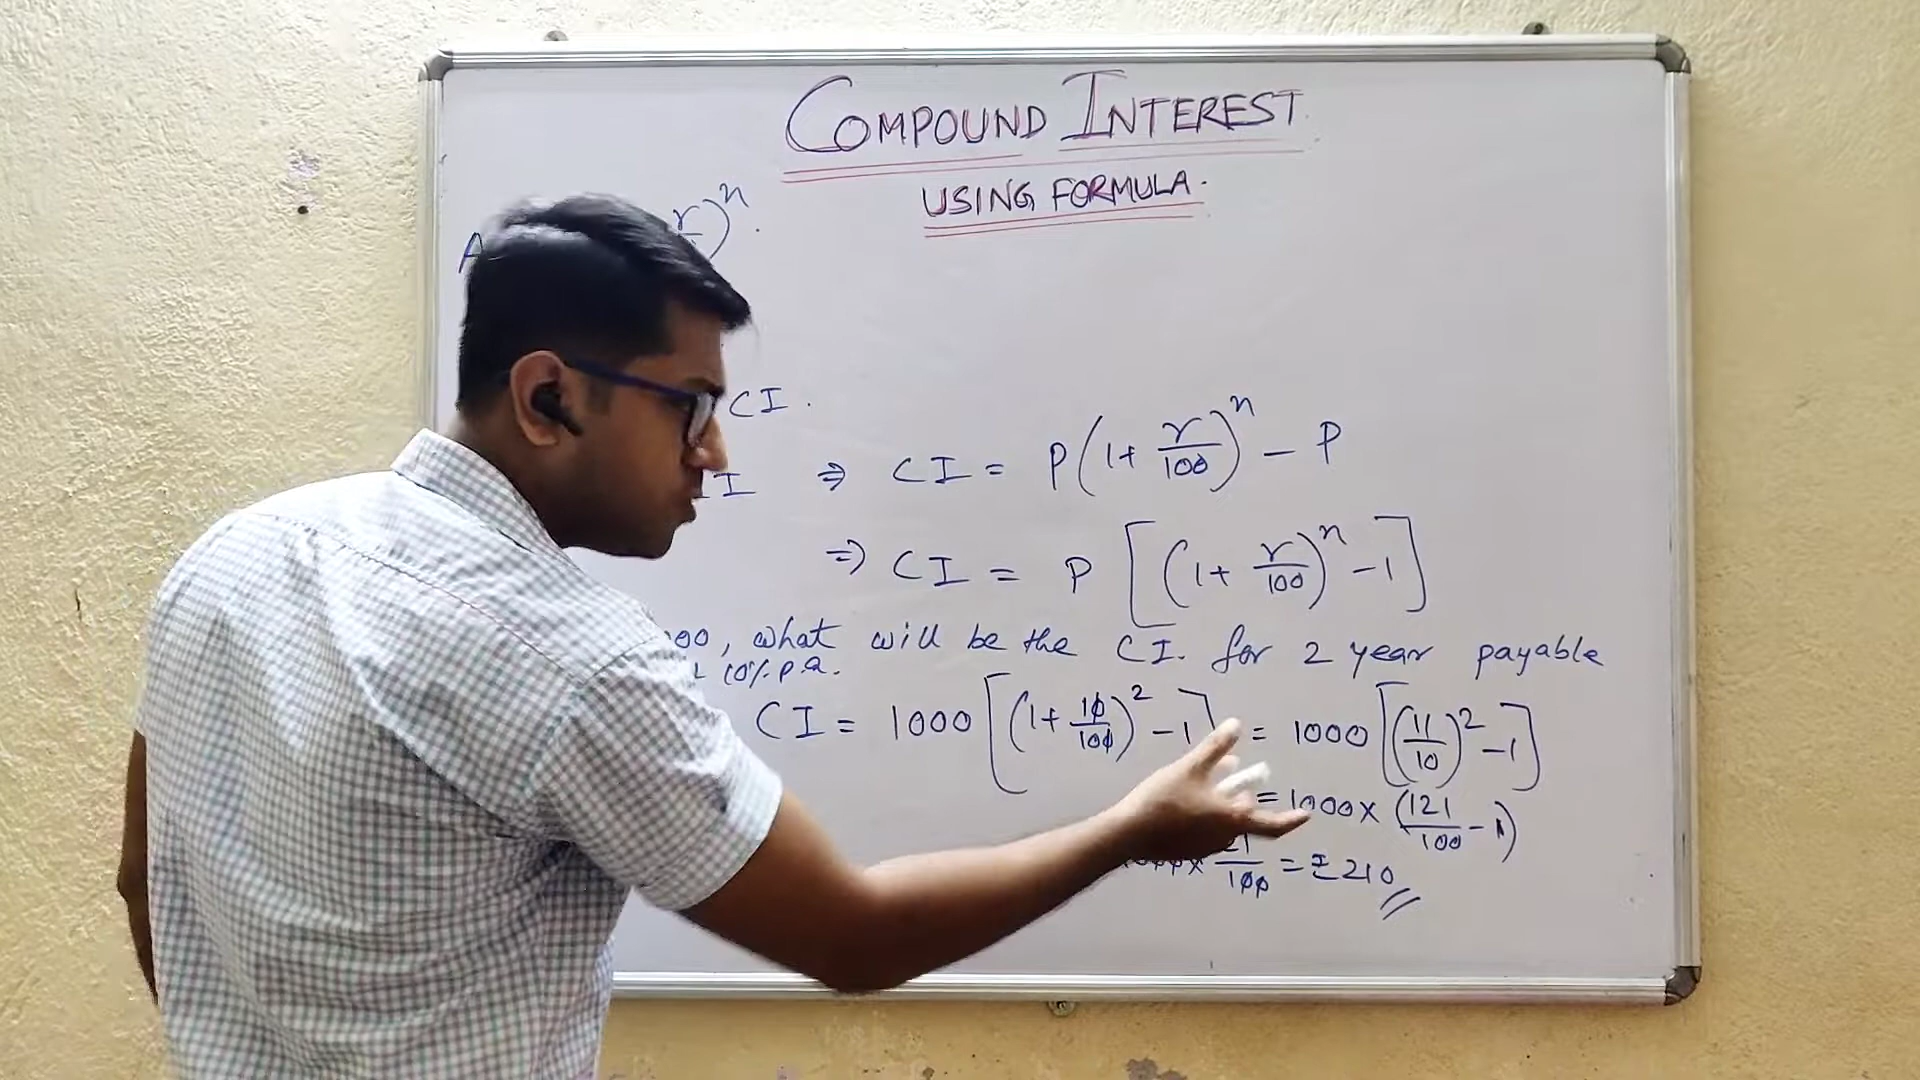 COMPOUND INTEREST
USING FORMULA.
A r)^n.
CI.
⇒ CI = P(1+ r/100)^n - P
⇒ CI = P [(1+ r/100)^n - 1]
, what will be the CI. for 2 year payable
10% p.a.
CI = 1000 [(1+ 10/100)^2 - 1] = 1000 [(11/10)^2 - 1]
= 1000 x (121/100 - 1)
21/100 = ₹ 210